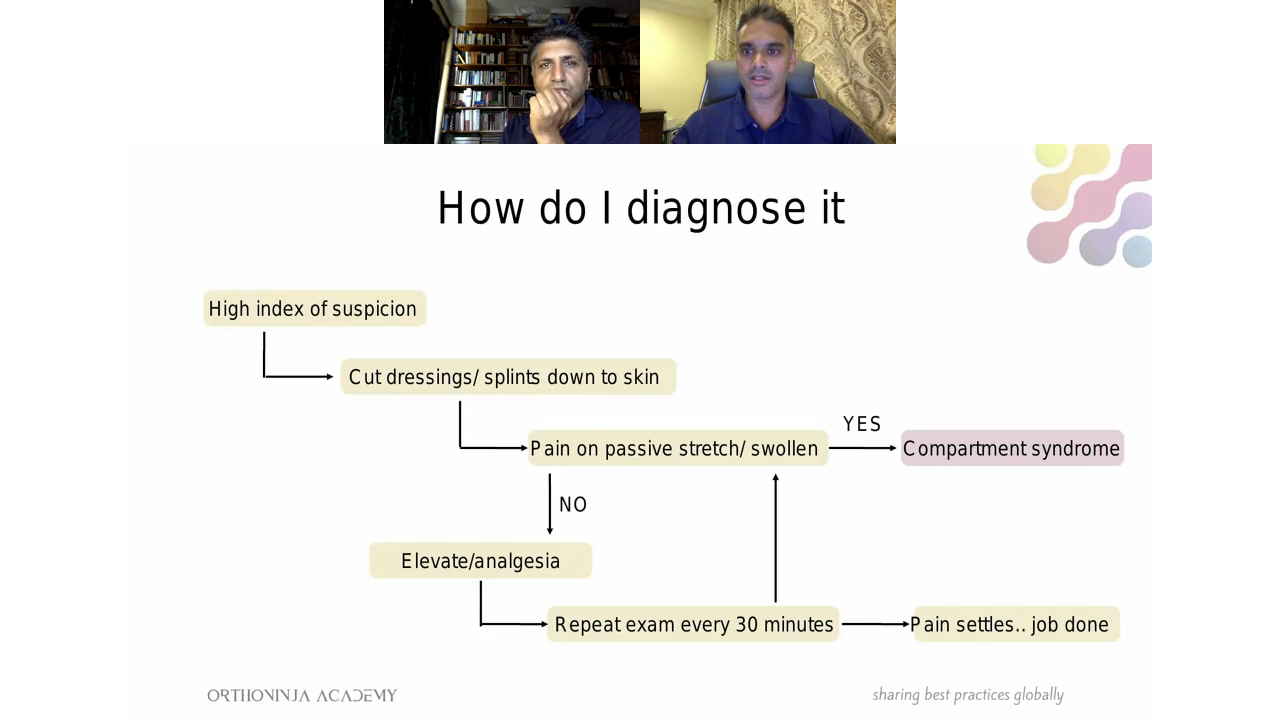 How do I diagnose it
High index of suspicion
Cut dressings/ splints down to skin
YES
Pain on passive stretch/ swollen
Compartment syndrome
NO
Elevate/analgesia
Repeat exam every 30 minutes
Pain settles.. job done
ORTHONINJA ACADEMY
sharing best practices globally